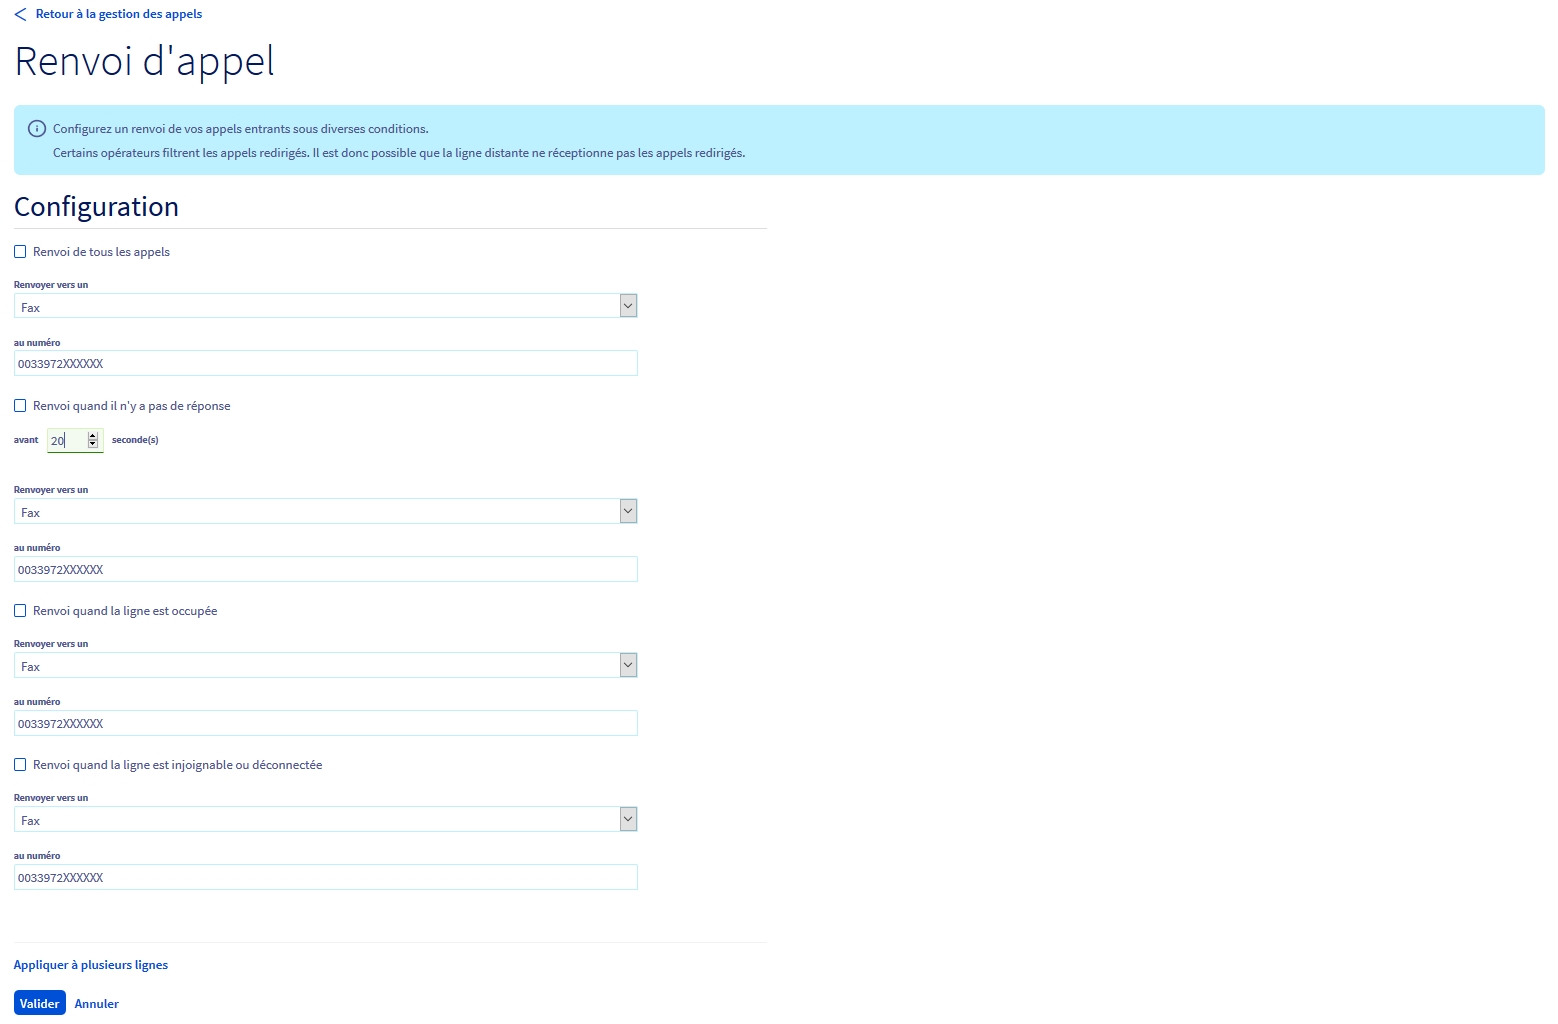 Retour à la gestion des appels
Renvoi d'appel
Configurez un renvoi de vos appels entrants sous diverses conditions.
Certains opérateurs filtrent les appels redirigés. Il est donc possible que la ligne distante ne réceptionne pas les appels redirigés.
Configuration
Renvoi de tous les appels
Renvoyer vers un
Fax
au numéro
0033972XXXXXX
Renvoi quand il n'y a pas de réponse
avant 20 seconde(s)
Renvoyer vers un
Fax
au numéro
0033972XXXXXX
Renvoi quand la ligne est occupée
Renvoyer vers un
Fax
au numéro
0033972XXXXXX
Renvoi quand la ligne est injoignable ou déconnectée
Renvoyer vers un
Fax
au numéro
0033972XXXXXX
Appliquer à plusieurs lignes
Valider Annuler